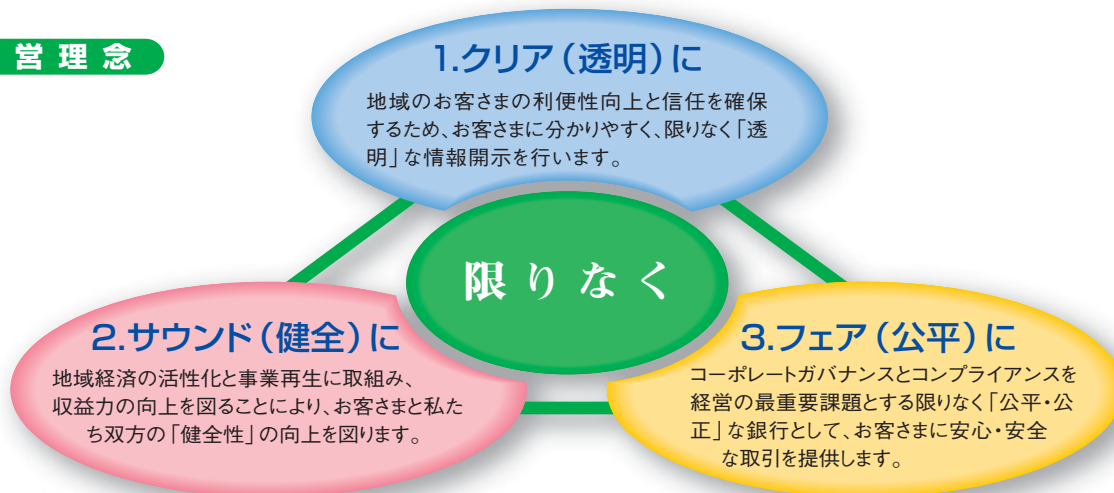 営理念
1.クリア（透明）に
地域のお客さまの利便性向上と信任を確保
するため、お客さまに分かりやすく、限りなく「透
明」な情報開示を行います。
限りなく
2.サウンド（健全）に
地域経済の活性化と事業再生に取組み、
収益力の向上を図ることにより、お客さまと私た
ち双方の「健全性」の向上を図ります。
3.フェア（公平）に
コーポレートガバナンスとコンプライアンスを
経営の最重要課題とする限りなく「公平・公
正」な銀行として、お客さまに安心・安全
な取引を提供します。